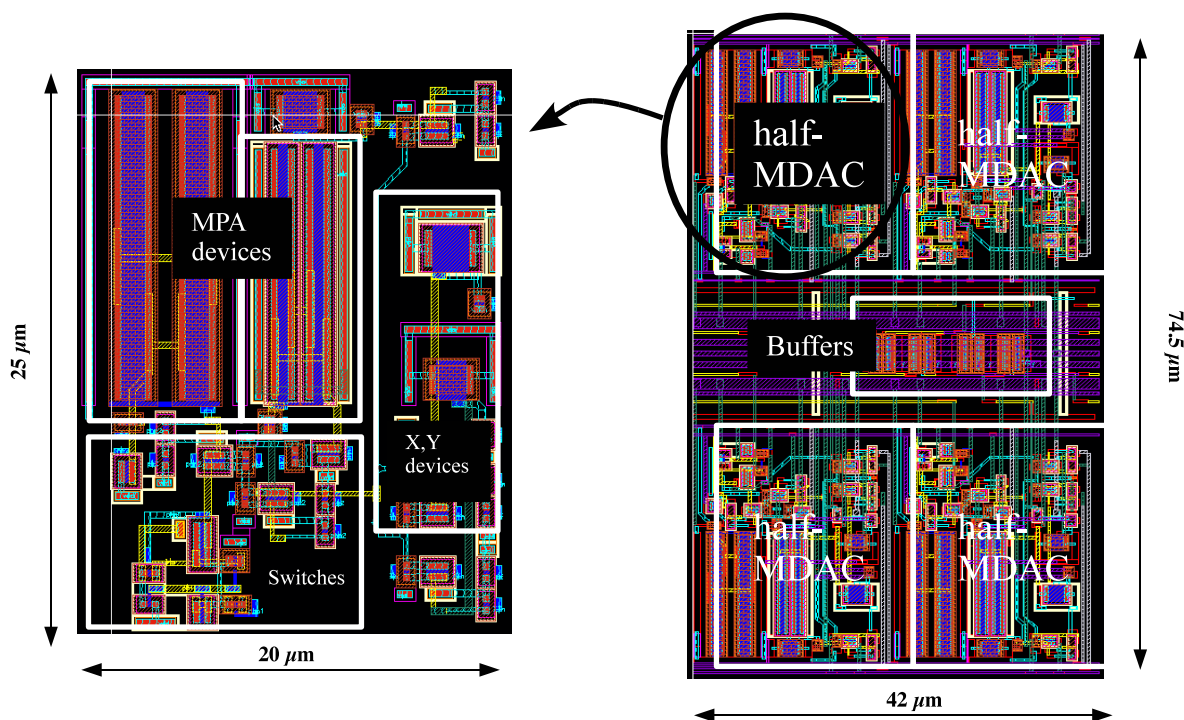 25 µm
MPA
devices
X,Y
devices
Switches
20 µm
half-
MDAC
half-
MDAC
Buffers
half-
MDAC
half-
MDAC
74.5 µm
42 µm